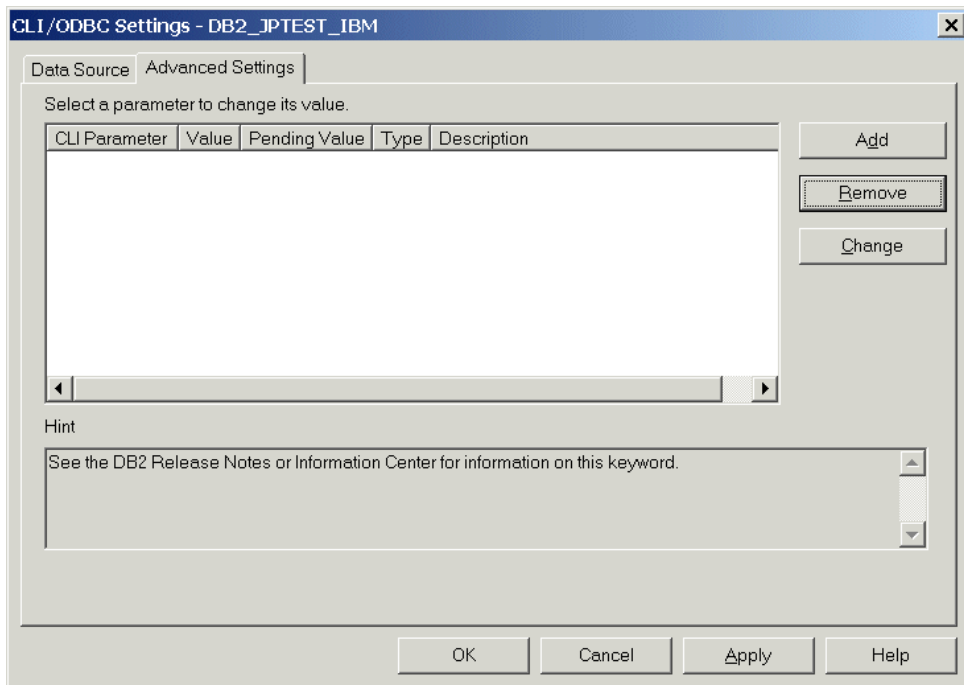 CLI/ODBC Settings - DB2_JPTEST_IBM
Data Source Advanced Settings
Select a parameter to change its value.
CLI Parameter Value Pending Value Type Description
Add
Remove
Change
Hint
See the DB2 Release Notes or Information Center for information on this keyword.
OK Cancel Apply Help